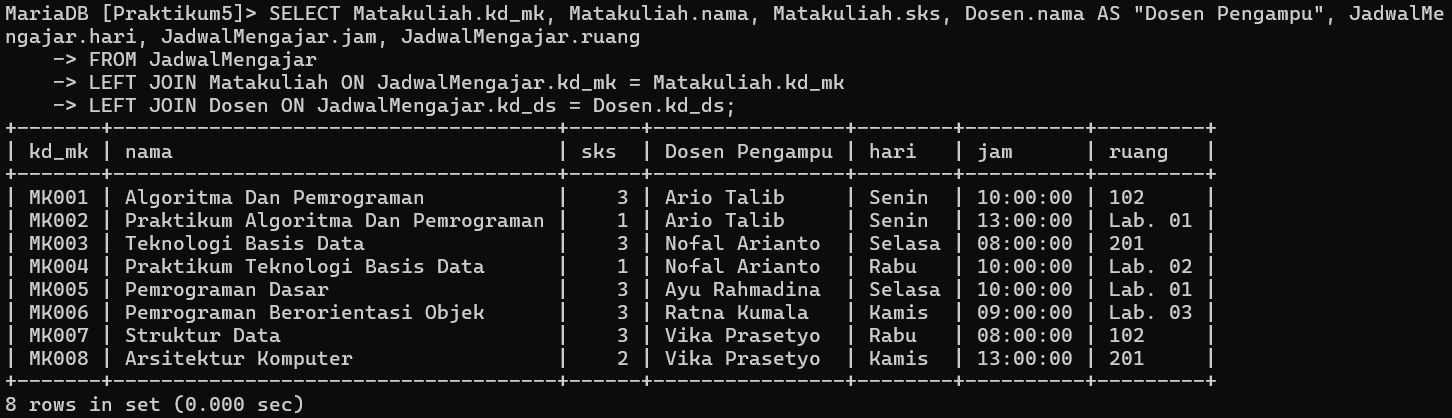 MariaDB [Praktikum5]> SELECT Matakuliah.kd_mk, Matakuliah.nama, Matakuliah.sks, Dosen.nama AS "Dosen Pengampu", JadwalMe
ngajar.hari, JadwalMengajar.jam, JadwalMengajar.ruang
    -> FROM JadwalMengajar
    -> LEFT JOIN Matakuliah ON JadwalMengajar.kd_mk = Matakuliah.kd_mk
    -> LEFT JOIN Dosen ON JadwalMengajar.kd_ds = Dosen.kd_ds;
+-------+-------------------------------------+------+----------------+--------+----------+---------+
| kd_mk | nama                                | sks  | Dosen Pengampu | hari   | jam      | ruang   |
+-------+-------------------------------------+------+----------------+--------+----------+---------+
| MK001 | Algoritma Dan Pemrograman           |    3 | Ario Talib     | Senin  | 10:00:00 | 102     |
| MK002 | Praktikum Algoritma Dan Pemrograman |    1 | Ario Talib     | Senin  | 13:00:00 | Lab. 01 |
| MK003 | Teknologi Basis Data                |    3 | Nofal Arianto  | Selasa | 08:00:00 | 201     |
| MK004 | Praktikum Teknologi Basis Data      |    1 | Nofal Arianto  | Rabu   | 10:00:00 | Lab. 02 |
| MK005 | Pemrograman Dasar                   |    3 | Ayu Rahmadina  | Selasa | 10:00:00 | Lab. 01 |
| MK006 | Pemrograman Berorientasi Objek      |    3 | Ratna Kumala   | Kamis  | 09:00:00 | Lab. 03 |
| MK007 | Struktur Data                       |    3 | Vika Prasetyo  | Rabu   | 08:00:00 | 102     |
| MK008 | Arsitektur Komputer                 |    2 | Vika Prasetyo  | Kamis  | 13:00:00 | 201     |
+-------+-------------------------------------+------+----------------+--------+----------+---------+
8 rows in set (0.000 sec)